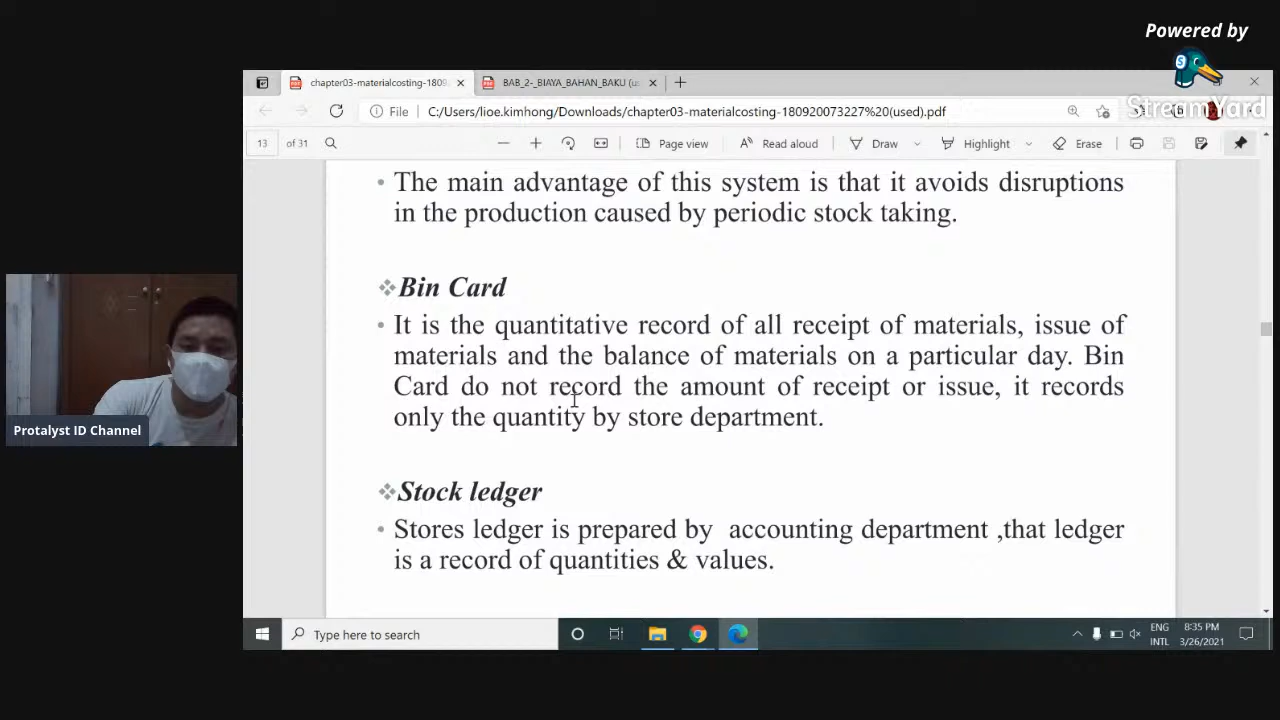 Powered by
StreamYard
chapter03-materialcosting-1809
BAB_2-_BIAYA_BAHAN_BAKU (u
File
C:/Users/lioe.kimhong/Downloads/chapter03-materialcosting-180920073227%20(used).pdf
13 of 31
Page view
Read aloud
Draw
Highlight
Erase
• The main advantage of this system is that it avoids disruptions
in the production caused by periodic stock taking.
❖Bin Card
• It is the quantitative record of all receipt of materials, issue of
materials and the balance of materials on a particular day. Bin
Card do not record the amount of receipt or issue, it records
only the quantity by store department.
❖Stock ledger
• Stores ledger is prepared by accounting department ,that ledger
is a record of quantities & values.
Protalyst ID Channel
Type here to search
ENG
INTL
8:35 PM
3/26/2021